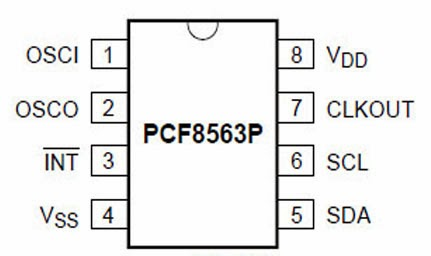 OSCI 1 8 VDD
OSCO 2 7 CLKOUT
PCF8563P
INT 3 6 SCL
VSS 4 5 SDA